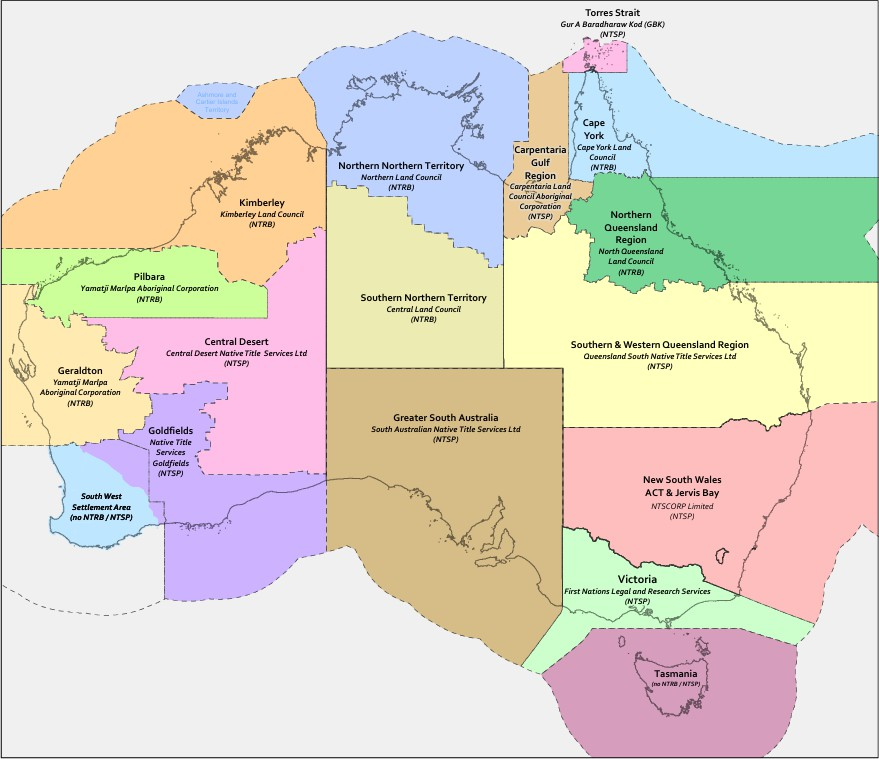 Torres Strait
Gur A Baradharaw Kod (GBK)
(NTSP)
Ashmore and
Cartier Islands
Territory
Cape
York
Cape York Land
Council
(NTRB)
Carpentaria
Gulf
Region
Carpentaria Land
Council Aboriginal
Corporation
(NTSP)
Northern Northern Territory
Northern Land Council
(NTRB)
Kimberley
Kimberley Land Council
(NTRB)
Northern
Queensland
Region
North Queensland
Land Council
(NTRB)
Pilbara
Yamatji Marlpa Aboriginal Corporation
(NTRB)
Southern Northern Territory
Central Land Council
(NTRB)
Central Desert
Central Desert Native Title Services Ltd
(NTSP)
Southern & Western Queensland Region
Queensland South Native Title Services Ltd
(NTSP)
Geraldton
Yamatji Marlpa
Aboriginal Corporation
(NTRB)
Greater South Australia
South Australian Native Title Services Ltd
(NTSP)
Goldfields
Native Title
Services
Goldfields
(NTSP)
South West
Settlement Area
(no NTRB / NTSP)
New South Wales
ACT & Jervis Bay
NTSCORP Limited
(NTSP)
Victoria
First Nations Legal and Research Services
(NTSP)
Tasmania
(no NTRB / NTSP)